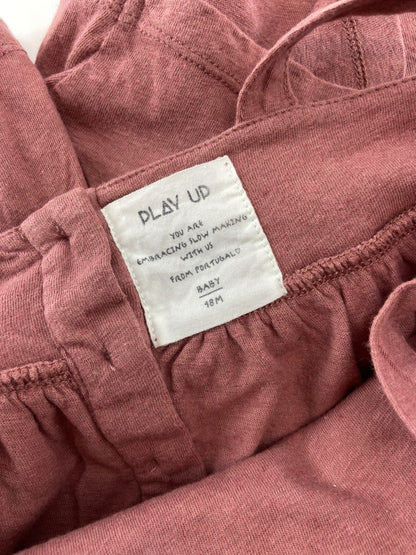 PLAY UP
YOU ARE
EMBRACING SLOW MAKING
WITH US
FROM PORTUGAL♡
BABY
18M